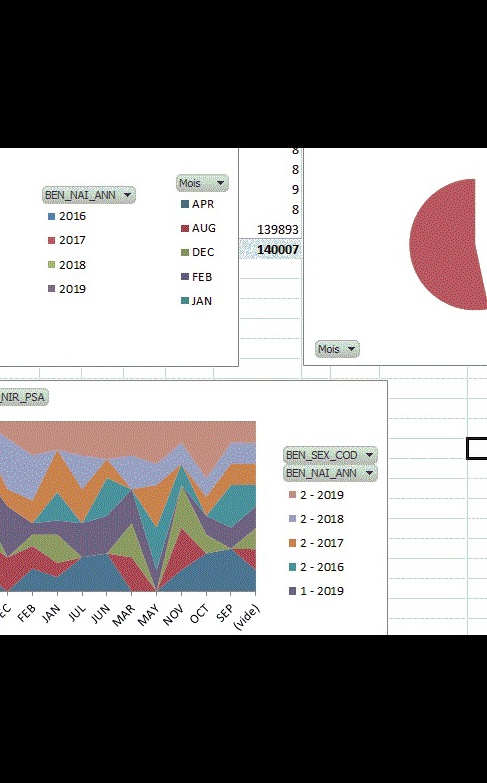 BEN_NAI_ANN
2016
2017
2018
2019
Mois
APR
AUG
DEC
FEB
JAN
8
8
9
8
139893
140007
Mois
NIR_PSA
BEN_SEX_COD
BEN_NAI_ANN
2 - 2019
2 - 2018
2 - 2017
2 - 2016
1 - 2019
EC
FEB
JAN
JUL
JUN
MAR
MAY
NOV
OCT
SEP
(vide)